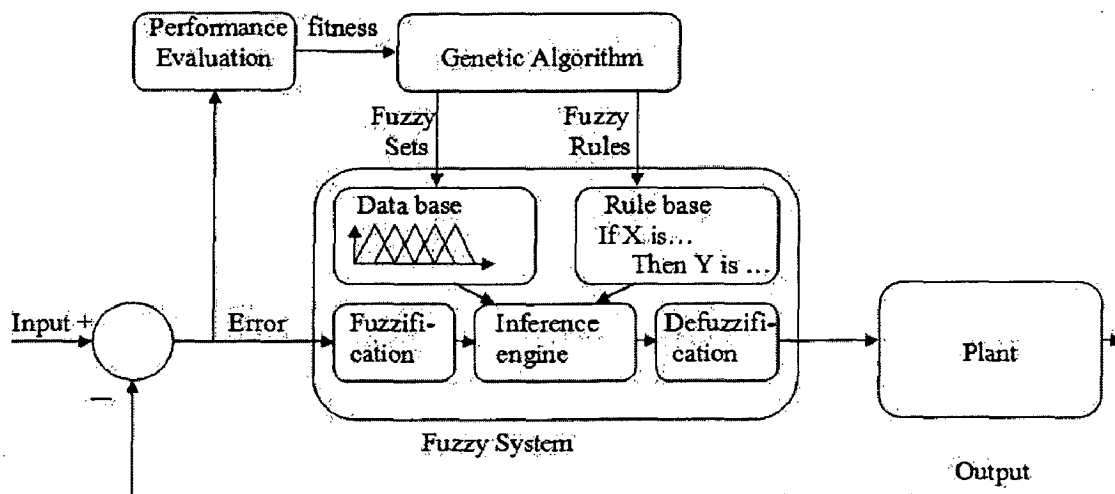 Performance
Evaluation
fitness
Genetic Algorithm
Fuzzy
Sets
Fuzzy
Rules
Data base
Rule base
If X is...
Then Y is ...
Input +
Error
Fuzzifi-
cation
Inference
engine
Defuzzifi-
cation
Plant
−
Fuzzy System
Output